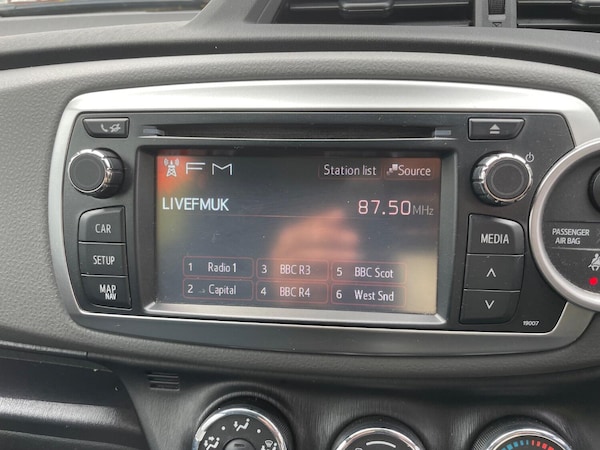 FM
Station list
Source
LIVEFMUK
87.50MHz
1 Radio 1
3 BBC R3
5 BBC Scot
2 Capital
4 BBC R4
6 West Snd
CAR
SETUP
MAP
NAV
MEDIA
19007
PASSENGER
AIR BAG